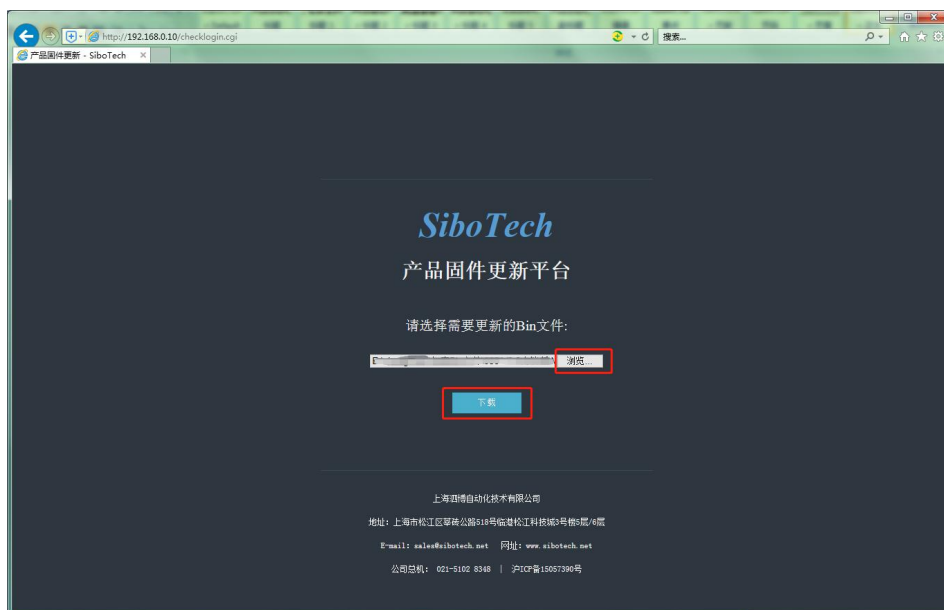 http://192.168.0.10/checklogin.cgi
搜索...
产品固件更新 - SiboTech
SiboTech
产品固件更新平台
请选择需要更新的Bin文件:
浏览...
下载
上海泗博自动化技术有限公司
地址: 上海市松江区莘砖公路518号临港松江科技城3号楼5层/6层
E-mail: sales@sibotech.net 网址: www.sibotech.net
公司总机: 021-5102 8348 | 沪ICP备15057390号